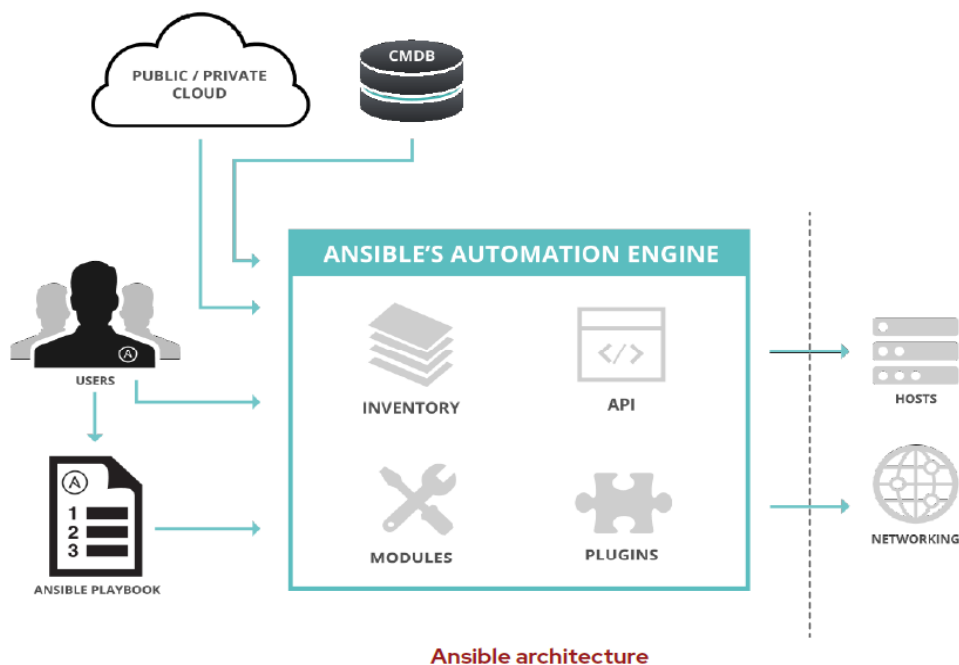 PUBLIC / PRIVATE
CLOUD
CMDB
ANSIBLE'S AUTOMATION ENGINE
USERS
A
INVENTORY
</>
API
HOSTS
A
1
2
3
MODULES
PLUGINS
NETWORKING
ANSIBLE PLAYBOOK
Ansible architecture